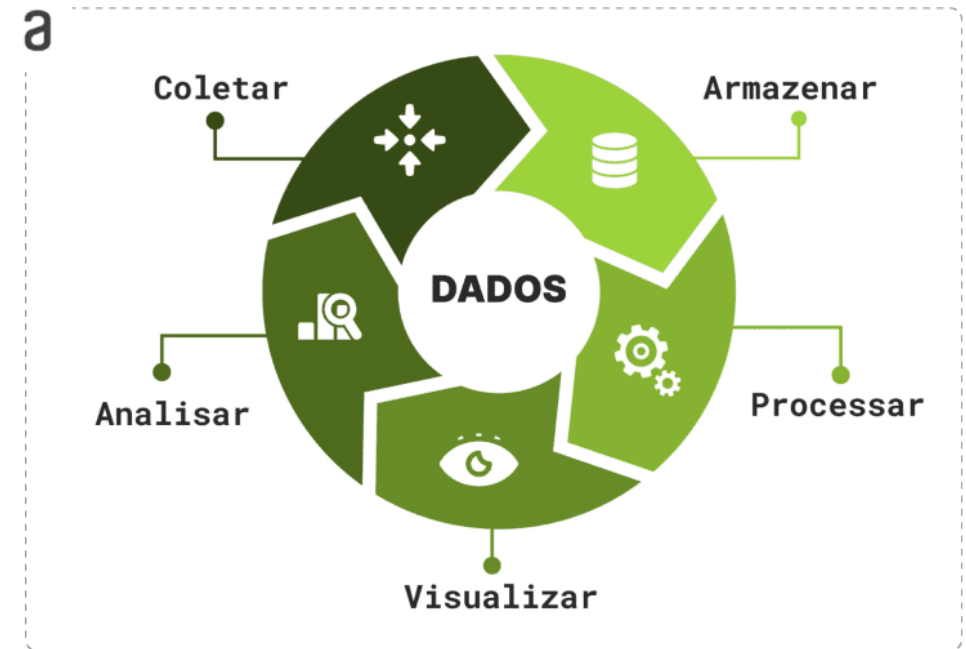 a
Coletar
Armazenar
DADOS
Analisar
Processar
Visualizar